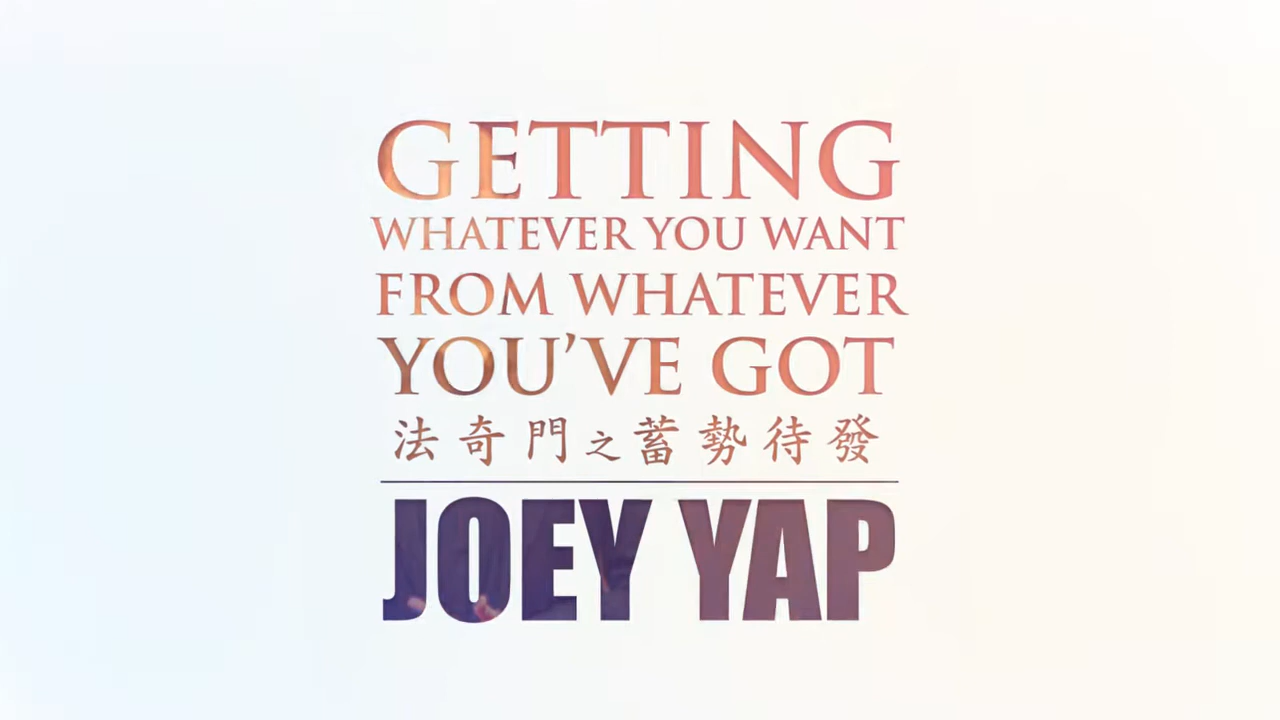 GETTING
WHATEVER YOU WANT
FROM WHATEVER
YOU'VE GOT
法奇門之蓄勢待發
JOEY YAP